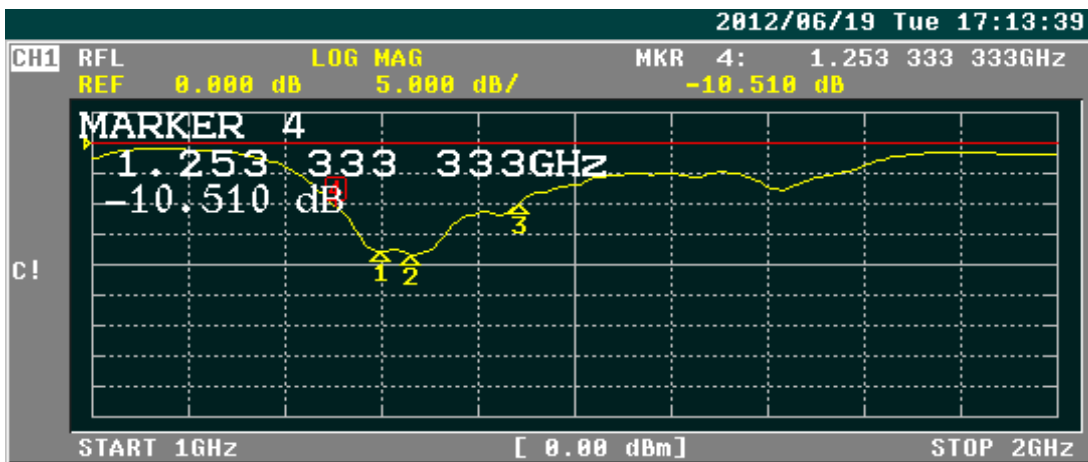 2012/06/19 Tue 17:13:39
CH1 RFL LOG MAG MKR 4: 1.253 333 333GHz
REF 0.000 dB 5.000 dB/ -10.510 dB
MARKER 4
1.253 333 333GHz
-10.510 dB
4
3
1 2
C!
START 1GHz [ 0.00 dBm] STOP 2GHz